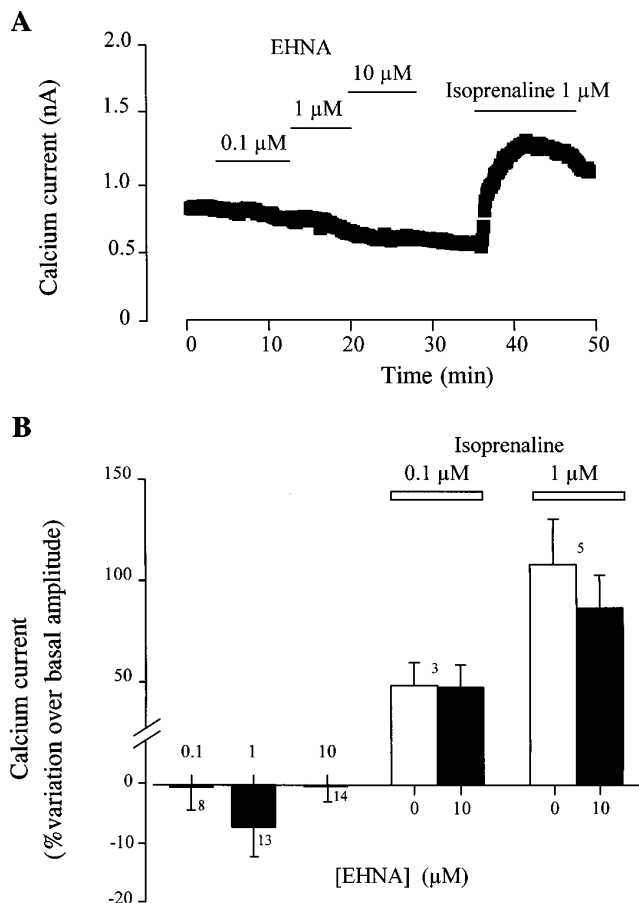 A
2.0
EHNA
10 µM
1.5
Isoprenaline 1 µM
1 µM
0.1 µM
Calcium current (nA)
1.0
0.5
0
0 10 20 30 40 50
Time (min)
B
Isoprenaline
150
0.1 µM 1 µM
5
100
Calcium current
(%variation over basal amplitude)
3
50
0.1 1 10
0
8 14 0 10 0 10
13
-10
[EHNA] (µM)
-20